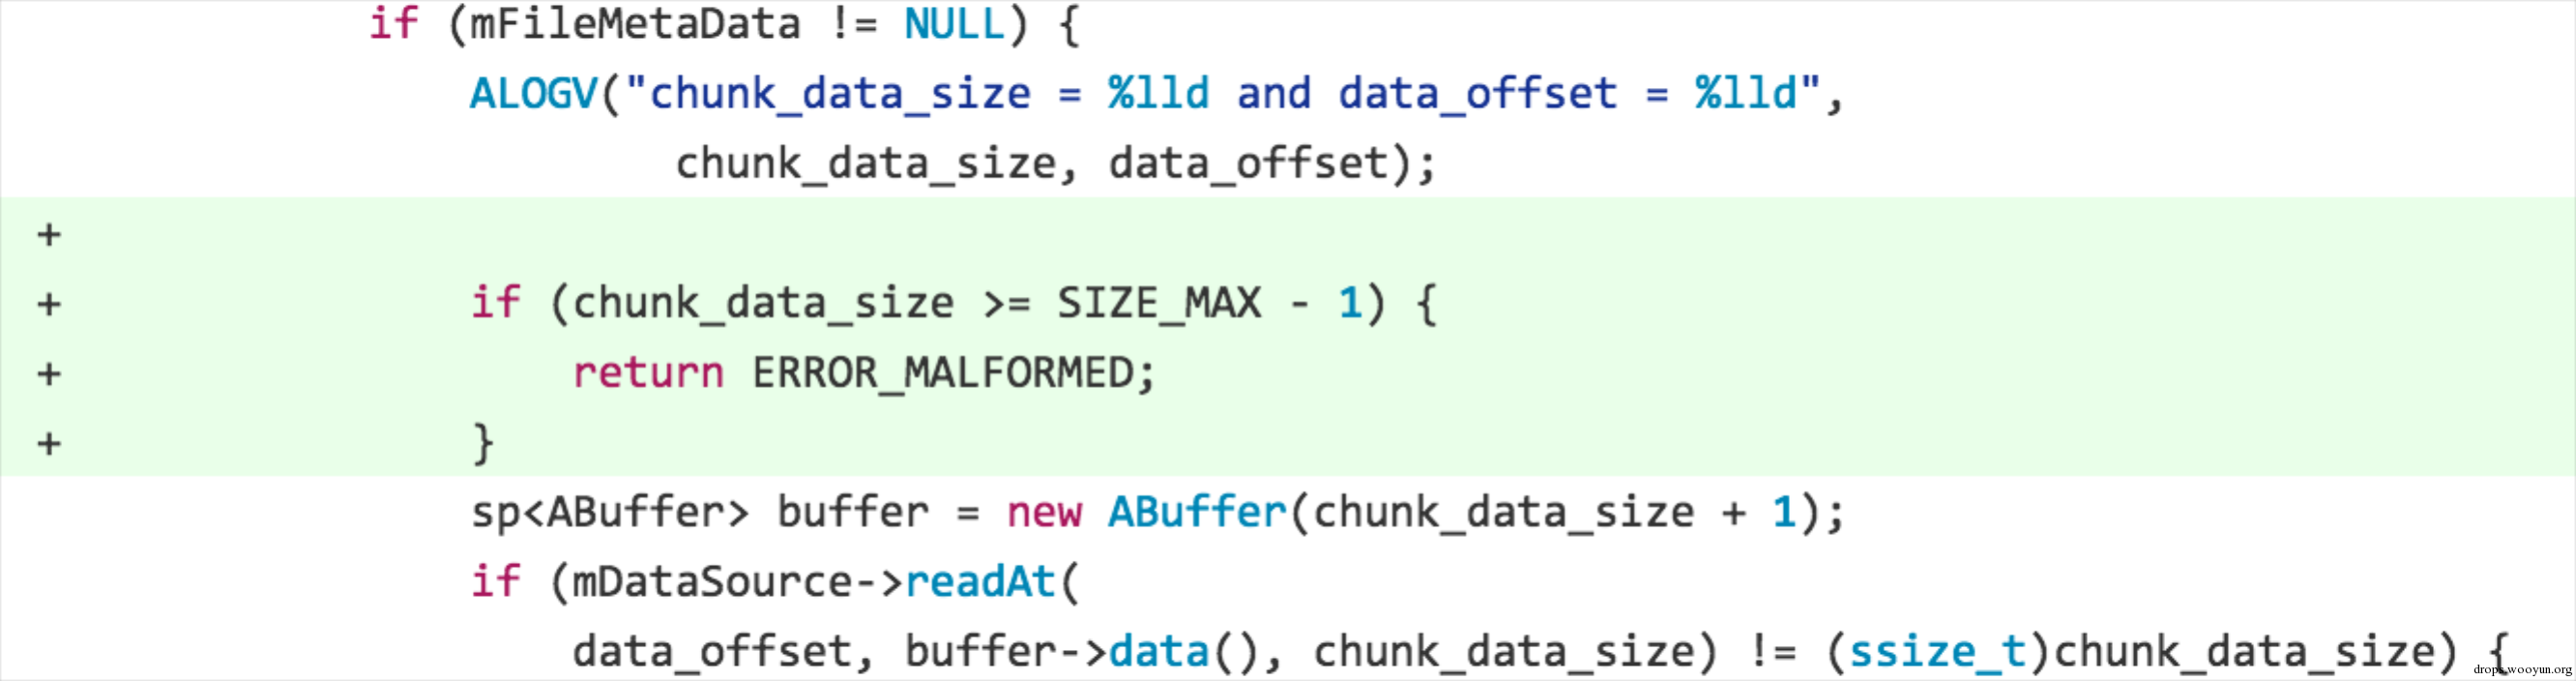 if (mFileMetaData != NULL) {
ALOGV("chunk_data_size = %lld and data_offset = %lld",
chunk_data_size, data_offset);
+
+ if (chunk_data_size >= SIZE_MAX - 1) {
+ return ERROR_MALFORMED;
+ }
sp<ABuffer> buffer = new ABuffer(chunk_data_size + 1);
if (mDataSource->readAt(
data_offset, buffer->data(), chunk_data_size) != (ssize_t)chunk_data_size) {
drops.wooyun.org